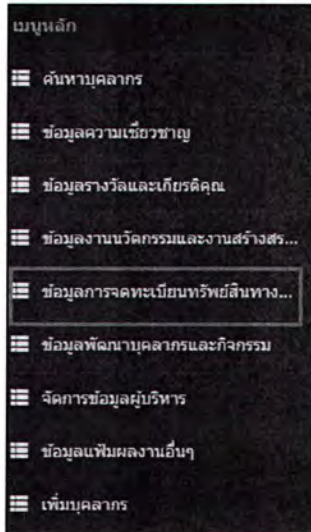 เมนูหลัก
ค้นหาบุคลากร
ข้อมูลความเชี่ยวชาญ
ข้อมูลรางวัลและเกียรติคุณ
ข้อมูลงานนวัตกรรมและงานสร้างสร...
ข้อมูลการจดทะเบียนทรัพย์สินทาง...
ข้อมูลพัฒนาบุคลากรและกิจกรรม
จัดการข้อมูลผู้บริหาร
ข้อมูลแฟ้มผลงานอื่นๆ
เพิ่มบุคลากร